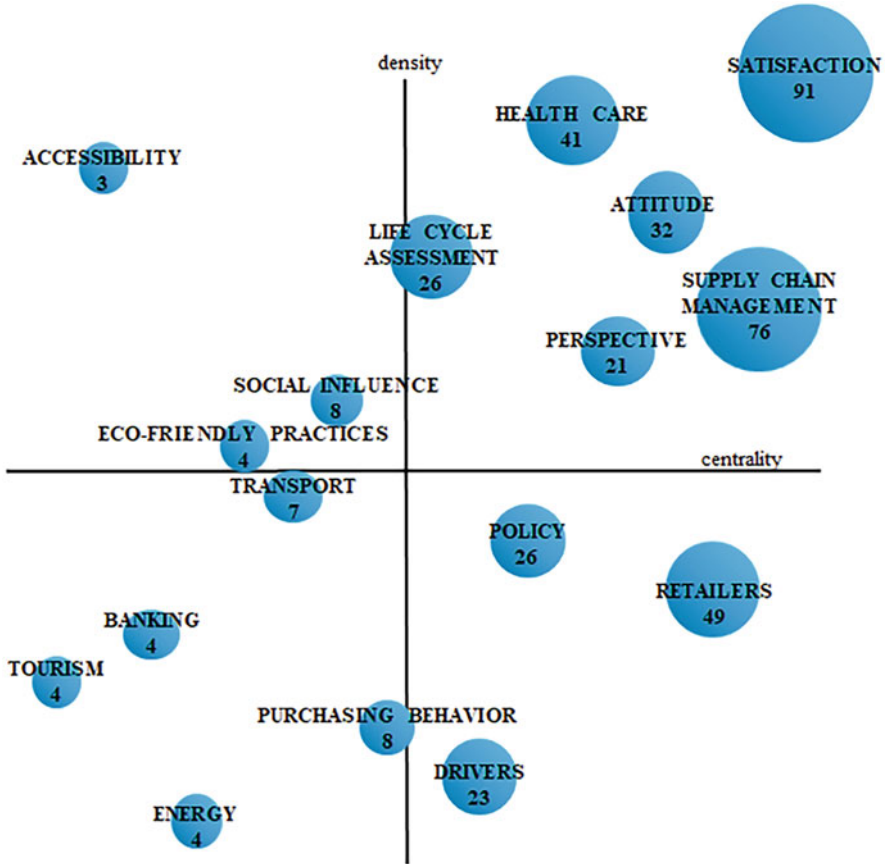 density
SATISFACTION
91
HEALTH CARE
41
ACCESSIBILITY
3
ATTITUDE
32
LIFE CYCLE
ASSESSMENT
26
SUPPLY CHAIN
MANAGEMENT
76
PERSPECTIVE
21
SOCIAL INFLUENCE
8
ECO-FRIENDLY PRACTICES
4
centrality
TRANSPORT
7
POLICY
26
RETAILERS
49
BANKING
4
TOURISM
4
PURCHASING BEHAVIOR
8
DRIVERS
23
ENERGY
4